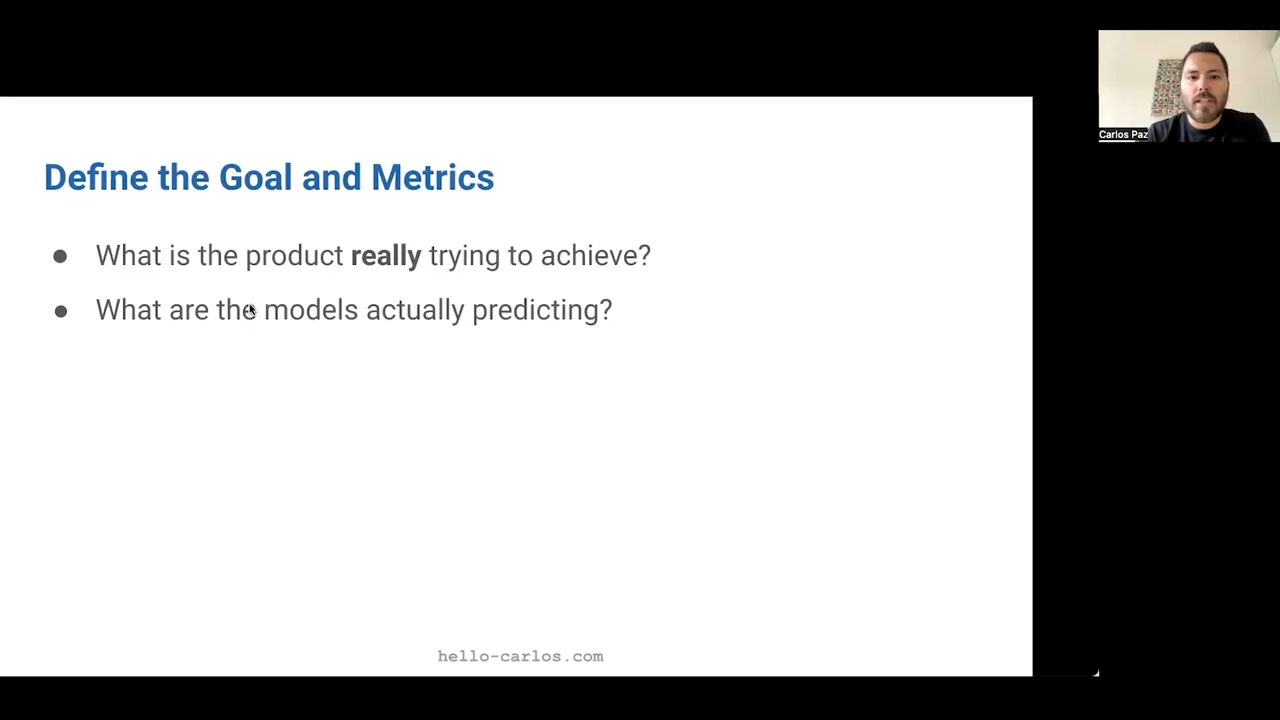 Define the Goal and Metrics
● What is the product really trying to achieve?
● What are the models actually predicting?
hello-carlos.com
Carlos Paz